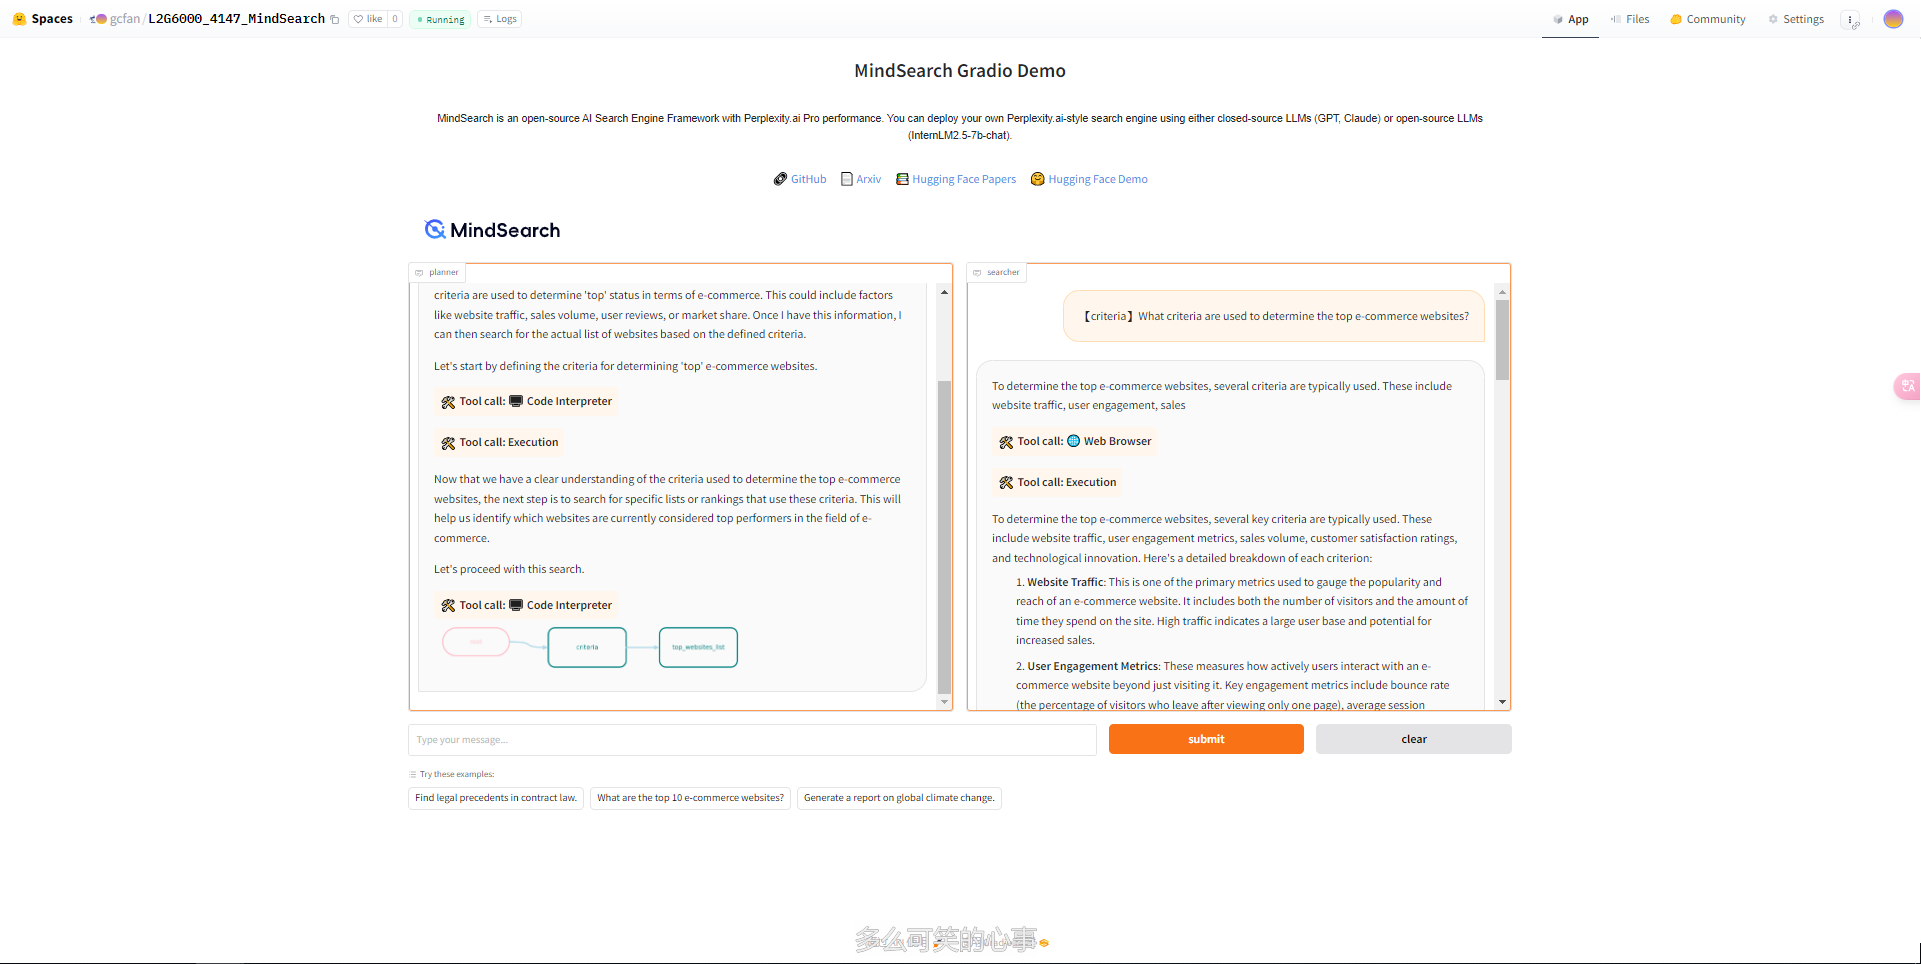 Spaces gcfan/L2G6000_4147_MindSearch like 0 Running Logs App Files Community Settings
MindSearch Gradio Demo
MindSearch is an open-source AI Search Engine Framework with Perplexity.ai Pro performance. You can deploy your own Perplexity.ai-style search engine using either closed-source LLMs (GPT, Claude) or open-source LLMs
(InternLM2.5-7b-chat).
GitHub Arxiv Hugging Face Papers Hugging Face Demo
MindSearch
planner
criteria are used to determine 'top' status in terms of e-commerce. This could include factors
like website traffic, sales volume, user reviews, or market share. Once I have this information, I
can then search for the actual list of websites based on the defined criteria.
Let's start by defining the criteria for determining 'top' e-commerce websites.
Tool call: Code Interpreter
Tool call: Execution
Now that we have a clear understanding of the criteria used to determine the top e-commerce
websites, the next step is to search for specific lists or rankings that use these criteria. This will
help us identify which websites are currently considered top performers in the field of e-
commerce.
Let's proceed with this search.
Tool call: Code Interpreter
criteria top_websites_list
searcher
【criteria】What criteria are used to determine the top e-commerce websites?
To determine the top e-commerce websites, several criteria are typically used. These include
website traffic, user engagement, sales
Tool call: Web Browser
Tool call: Execution
To determine the top e-commerce websites, several key criteria are typically used. These
include website traffic, user engagement metrics, sales volume, customer satisfaction ratings,
and technological innovation. Here's a detailed breakdown of each criterion:
1. Website Traffic: This is one of the primary metrics used to gauge the popularity and
reach of an e-commerce website. It includes both the number of visitors and the amount of
time they spend on the site. High traffic indicates a large user base and potential for
increased sales.
2. User Engagement Metrics: These measures how actively users interact with an e-
commerce website beyond just visiting it. Key engagement metrics include bounce rate
(the percentage of visitors who leave after viewing only one page), average session
Type your message...
submit
clear
Try these examples:
Find legal precedents in contract law. What are the top 10 e-commerce websites? Generate a report on global climate change.
多么可笑的心事